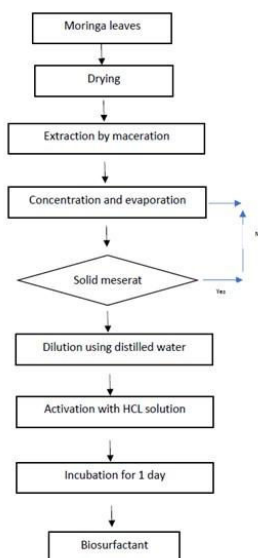 Moringa leaves
Drying
Extraction by maceration
Concentration and evaporation
Solid meserat
Yes
Dilution using distilled water
Activation with HCL solution
Incubation for 1 day
Biosurfactant